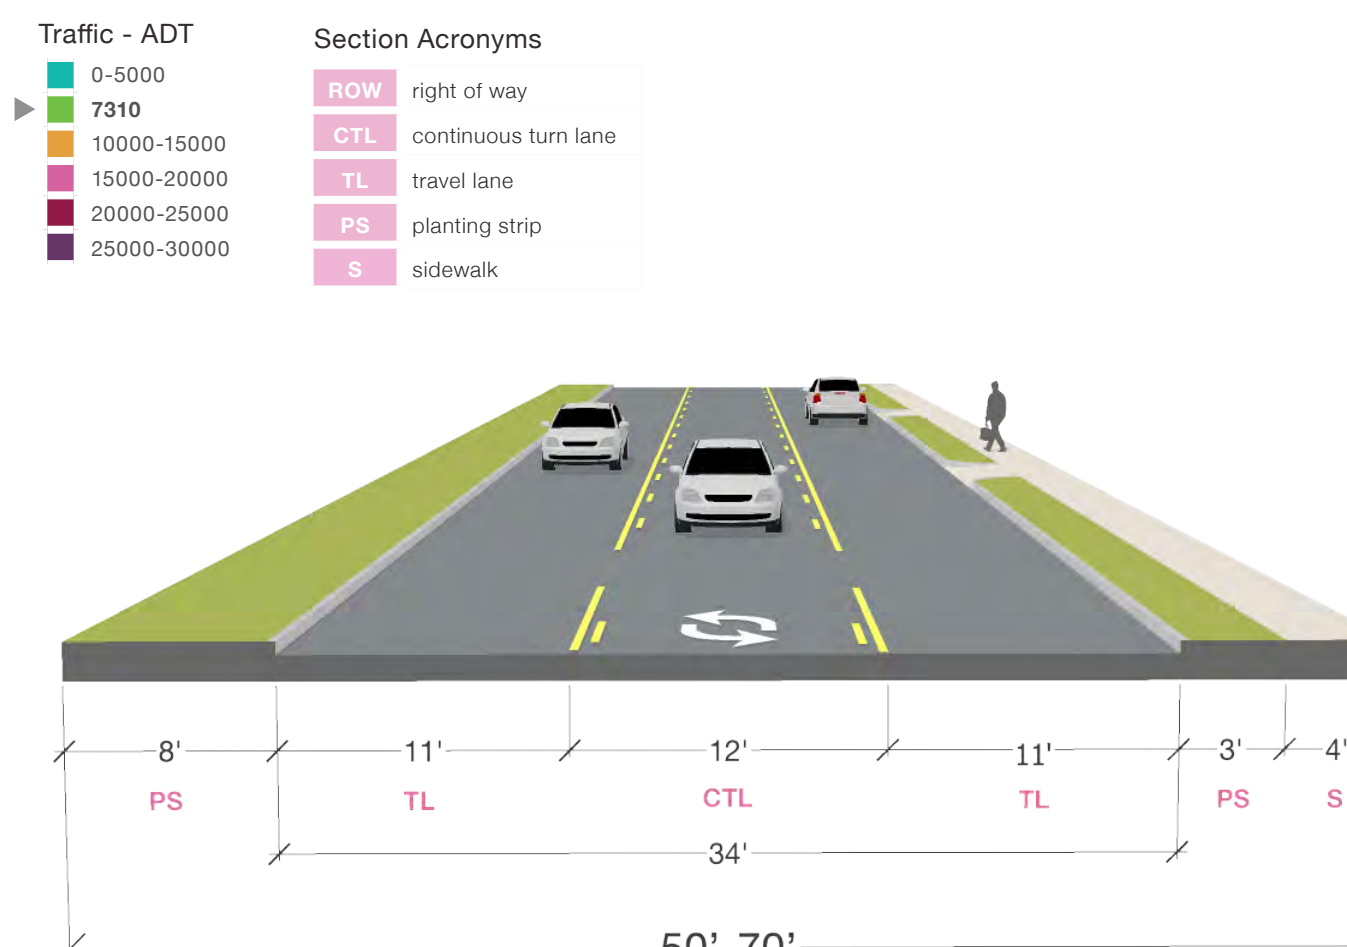 Traffic - ADT
0-5000
7310
10000-15000
15000-20000
20000-25000
25000-30000
Section Acronyms
ROW right of way
CTL continuous turn lane
TL travel lane
PS planting strip
S sidewalk
8' 11' 12' 11' 3' 4'
PS TL CTL TL PS S
34'
50'-70'